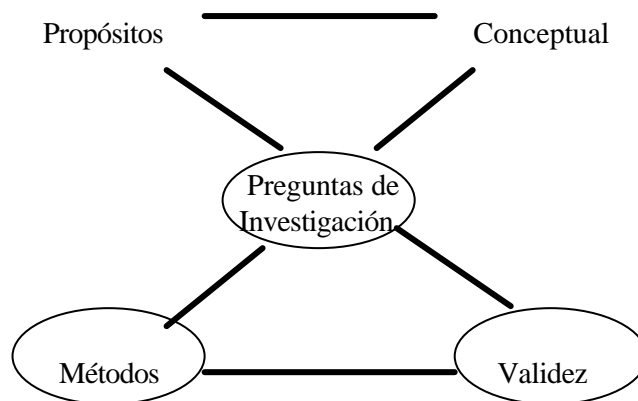 Propósitos
Conceptual
Preguntas de
Investigación
Métodos
Validez